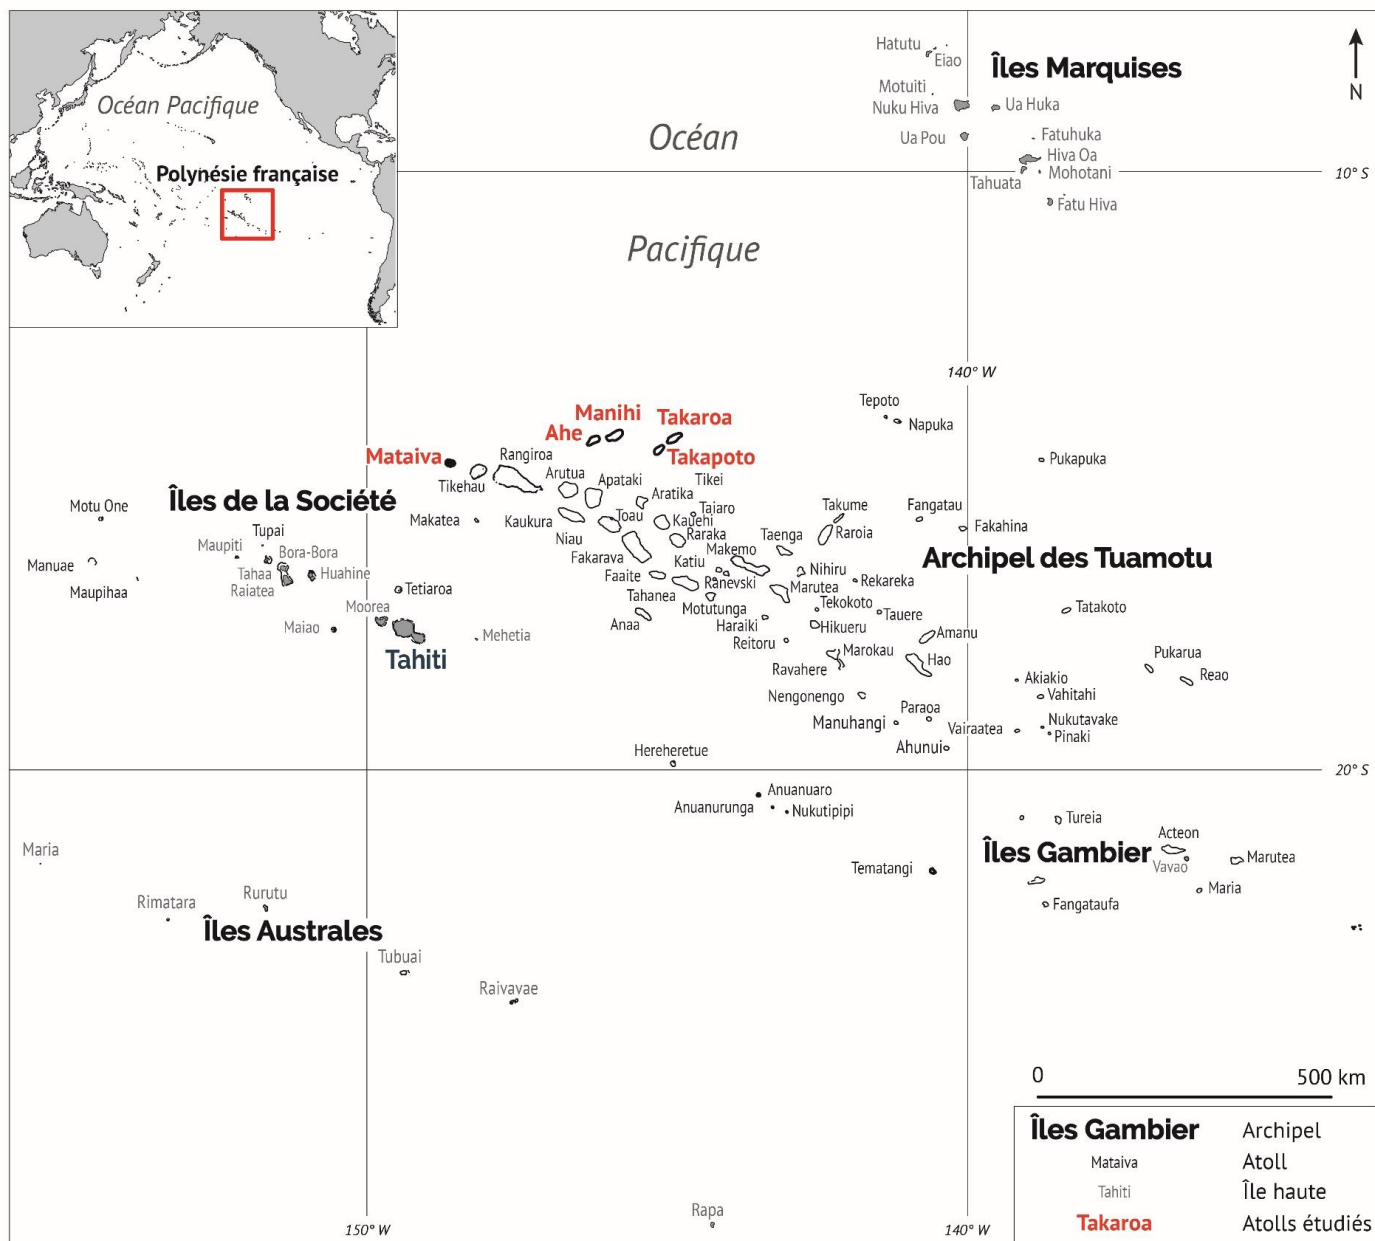 Océan Pacifique
Polynésie française
Hatutu
Eiao
Îles Marquises
N
Motuiti
Nuku Hiva
Ua Huka
Océan
Ua Pou
Fatuhuka
Hiva Oa
Mohotani
10° S
Tahuata
Fatu Hiva
Pacifique
140° W
Tepoto
Napuka
Manihi
Takaroa
Ahe
Mataiva
Takapoto
Pukapuka
Rangiroa
Tikehau
Arutua
Apataki
Tikei
Aratika
Îles de la Société
Motu One
Makatea
Kaukura
Toau
Taiaro
Kauehi
Takume
Fangatau
Fakahina
Tupai
Niau
Raraka
Taenga
Raroia
Maupiti
Bora-Bora
Fakarava
Makemo
Archipel des Tuamotu
Manuae
Tahaa
Huahine
Katiu
Nihiru
Faaite
Ranevski
Rekareka
Maupihaa
Raiatea
Tetiaroa
Tahanea
Marutea
Moorea
Motutunga
Tekokoto
Tauere
Tatakoto
Maiao
Mehetia
Anaa
Haraiki
Hikueru
Amanu
Reitoru
Tahiti
Marokau
Hao
Pukarua
Ravahere
Reao
Akiakio
Nengonengo
Vahitahi
Paraoa
Manuhangi
Vairaatea
Nukutavake
Pinaki
Hereheretue
Ahunui
20° S
Anuanuaro
Anuanurunga
Nukutipipi
Tureia
Acteon
Maria
Îles Gambier
Vavao
Marutea
Tematangi
Maria
Rimatara
Rurutu
Fangataufa
Îles Australes
Tubuai
Raivavae
0
500 km
Îles Gambier
Archipel
Mataiva
Atoll
Tahiti
Île haute
Rapa
Takaroa
Atolls étudiés
150° W
140° W